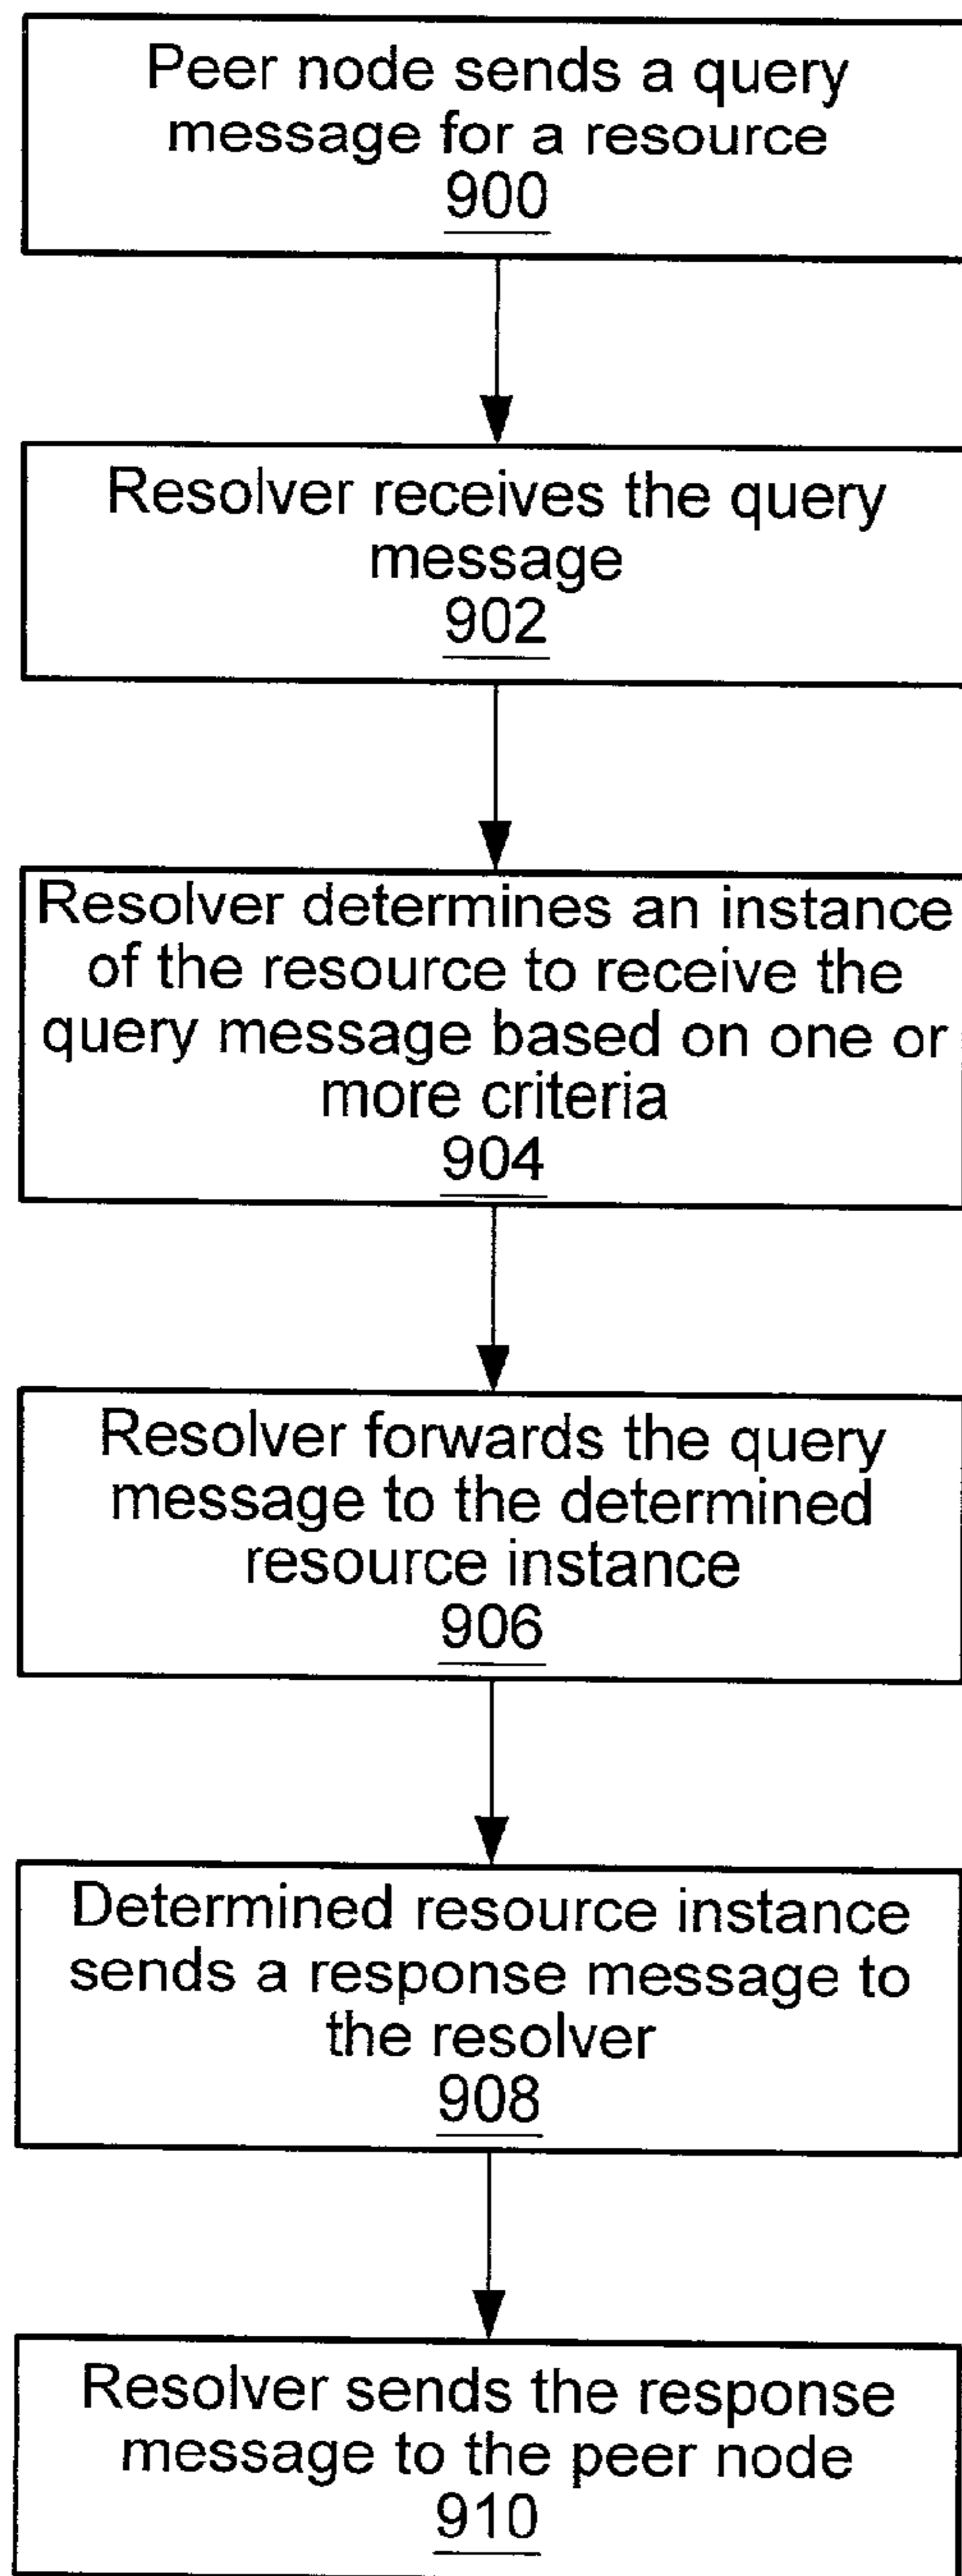 Peer node sends a query
message for a resource
900
Resolver receives the query
message
902
Resolver determines an instance
of the resource to receive the
query message based on one or
more criteria
904
Resolver forwards the query
message to the determined
resource instance
906
Determined resource instance
sends a response message to
the resolver
908
Resolver sends the response
message to the peer node
910